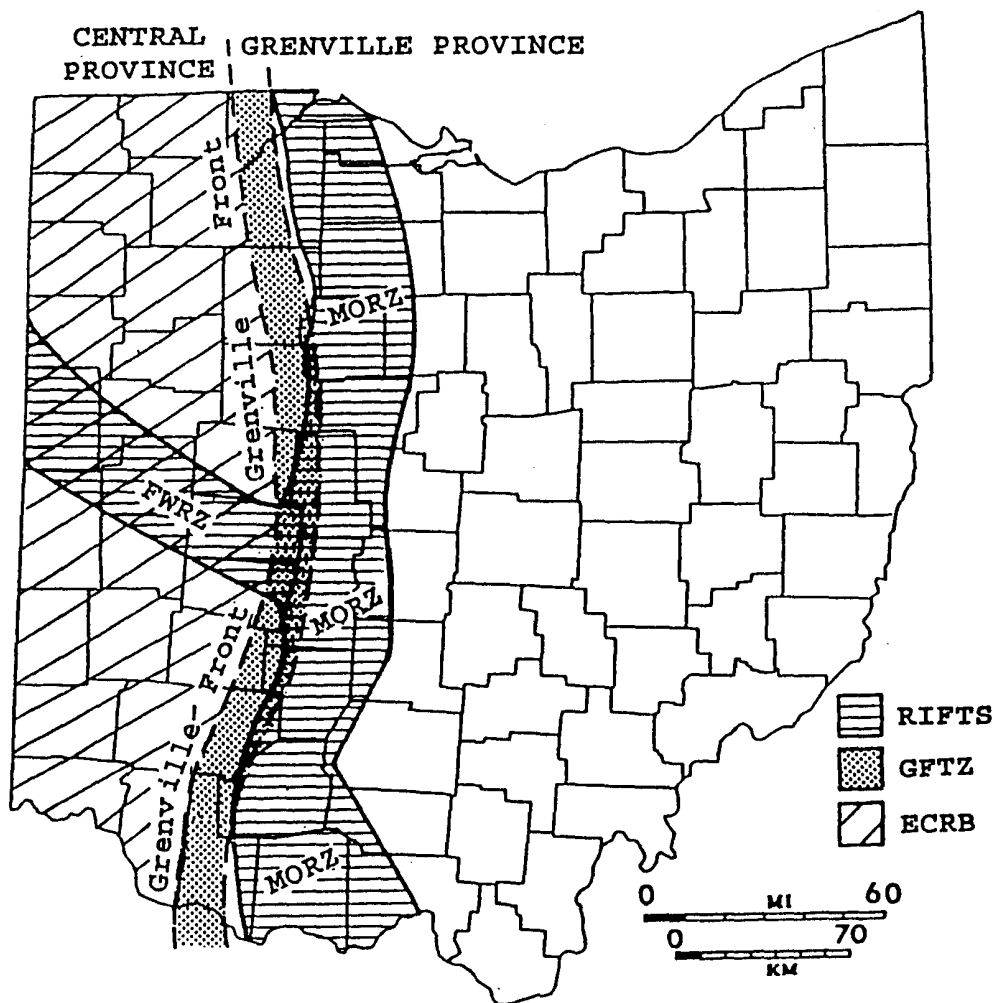 CENTRAL
PROVINCE
GRENVILLE PROVINCE
Grenville Front
MORZ
FWRZ
MORZ
Grenville- Front
MORZ
RIFTS
GFTZ
ECRB
0 60
MI
0 70
KM